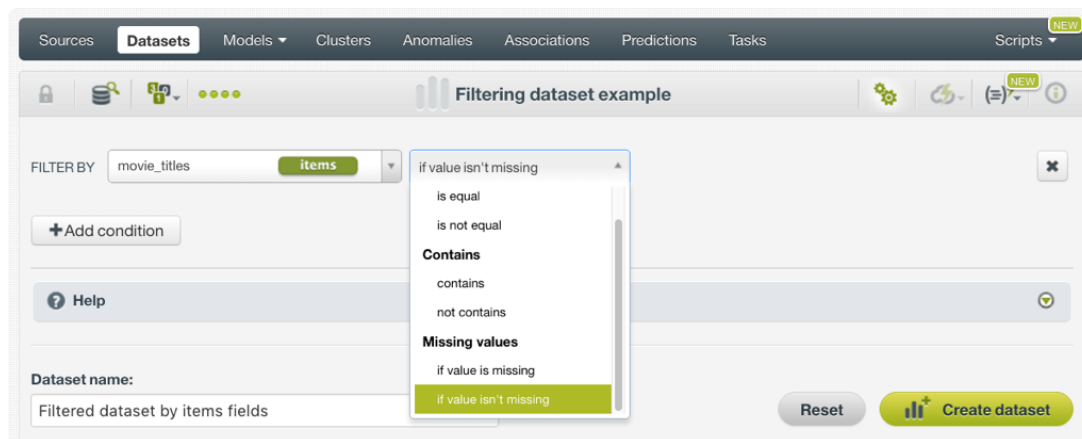 NEW
Sources Datasets Models Clusters Anomalies Associations Predictions Tasks Scripts
Filtering dataset example
NEW
FILTER BY movie_titles items if value isn't missing
is equal
is not equal
+Add condition
Contains
contains
Help
not contains
Missing values
if value is missing
Dataset name:
if value isn't missing
Filtered dataset by items fields
Reset Create dataset